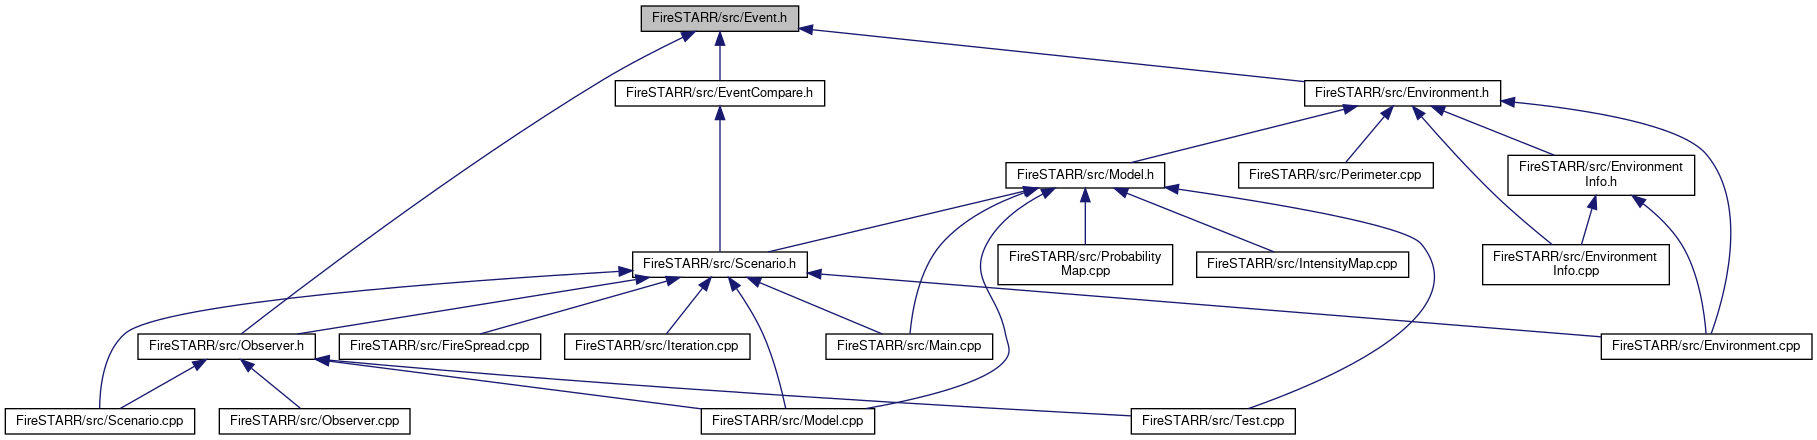 FireSTARR/src/Event.h
FireSTARR/src/EventCompare.h
FireSTARR/src/Environment.h
FireSTARR/src/Model.h
FireSTARR/src/Perimeter.cpp
FireSTARR/src/Environment
Info.h
FireSTARR/src/Scenario.h
FireSTARR/src/Probability
Map.cpp
FireSTARR/src/IntensityMap.cpp
FireSTARR/src/Environment
Info.cpp
FireSTARR/src/Observer.h
FireSTARR/src/FireSpread.cpp
FireSTARR/src/Iteration.cpp
FireSTARR/src/Main.cpp
FireSTARR/src/Environment.cpp
FireSTARR/src/Scenario.cpp
FireSTARR/src/Observer.cpp
FireSTARR/src/Model.cpp
FireSTARR/src/Test.cpp